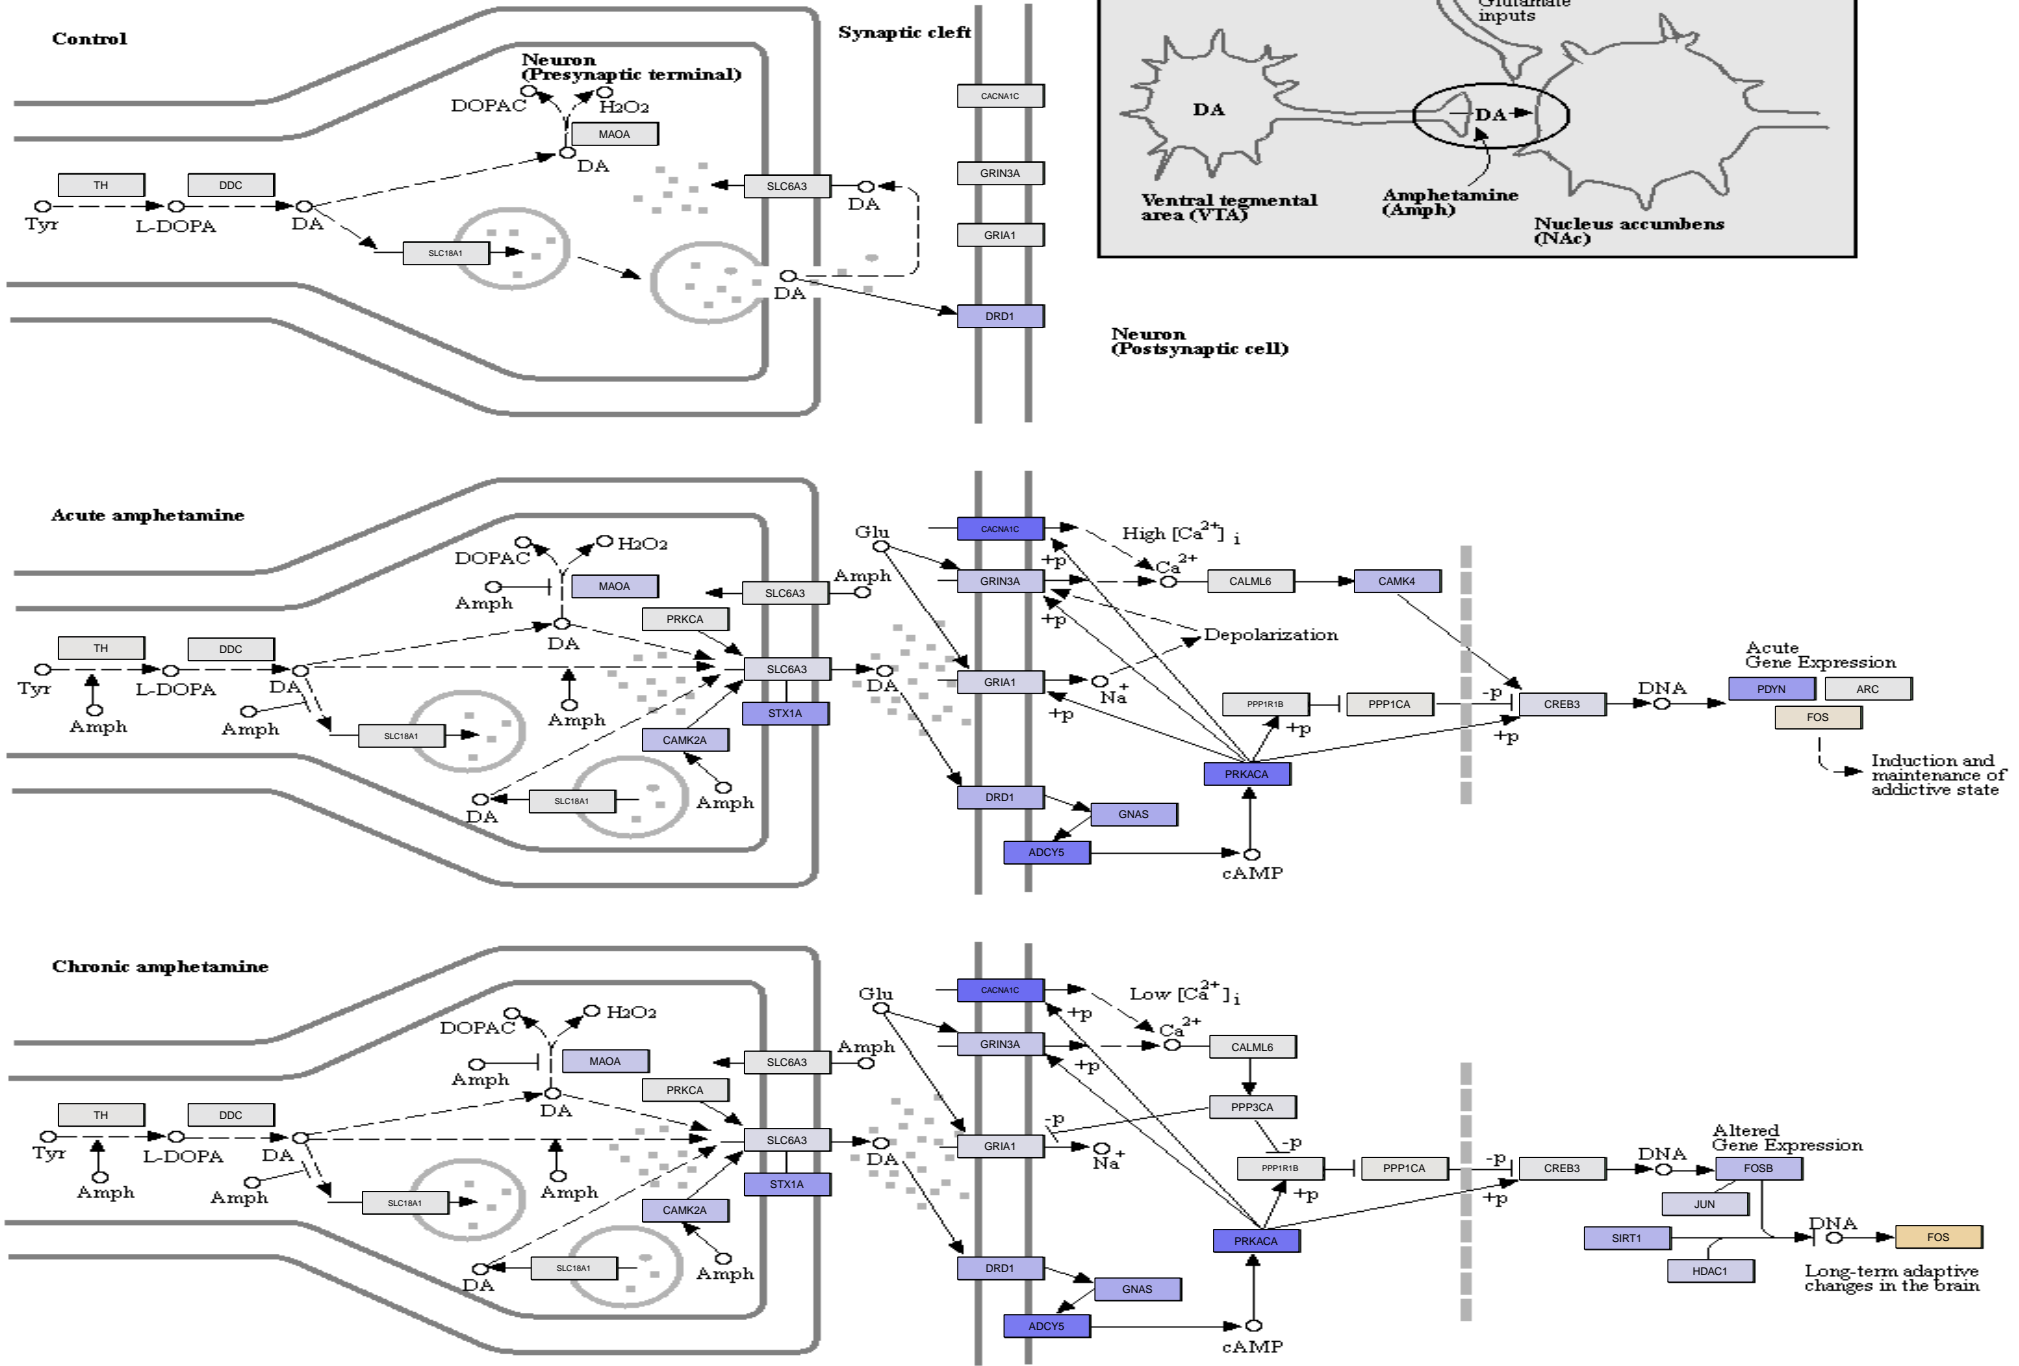 Control
Neuron
(Presynaptic terminal)
Synaptic cleft
DOPAC
H2O2
MAOA
DA
TH
DDC
Tyr
L-DOPA
DA
SLC18A1
SLC6A3
DA
DA
CACNA1C
GRIN3A
GRIA1
DRD1
Glutamate
inputs
DA
DA
Ventral tegmental
area (VTA)
Amphetamine
(Amph)
Nucleus accumbens
(NAc)
Neuron
(Postsynaptic cell)
Acute amphetamine
DOPAC
H2O2
Amph
MAOA
DA
SLC6A3
Amph
PRKCA
TH
DDC
Tyr
L-DOPA
DA
Amph
Amph
Amph
SLC18A1
SLC6A3
STX1A
CAMK2A
Amph
SLC18A1
DA
DA
Glu
CACNA1C
+p
GRIN3A
+p
GRIA1
+p
DRD1
GNAS
ADCY5
cAMP
PRKACA
High [Ca2+] i
Ca2+
CALML6
CAMK4
Depolarization
Na+
PPP1R1B
+p
PPP1CA
-p
+p
CREB3
DNA
Acute
Gene Expression
PDYN
ARC
FOS
Induction and
maintenance of
addictive state
Chronic amphetamine
DOPAC
H2O2
Amph
MAOA
DA
SLC6A3
Amph
PRKCA
TH
DDC
Tyr
L-DOPA
DA
Amph
Amph
Amph
SLC18A1
SLC6A3
STX1A
CAMK2A
Amph
SLC18A1
DA
DA
Glu
CACNA1C
+p
GRIN3A
+p
-p
GRIA1
DRD1
GNAS
ADCY5
cAMP
PRKACA
Low [Ca2+] i
Ca2+
CALML6
PPP3CA
Na+
-p
PPP1R1B
+p
PPP1CA
-p
+p
CREB3
DNA
Altered
Gene Expression
FOSB
JUN
SIRT1
HDAC1
DNA
FOS
Long-term adaptive
changes in the brain